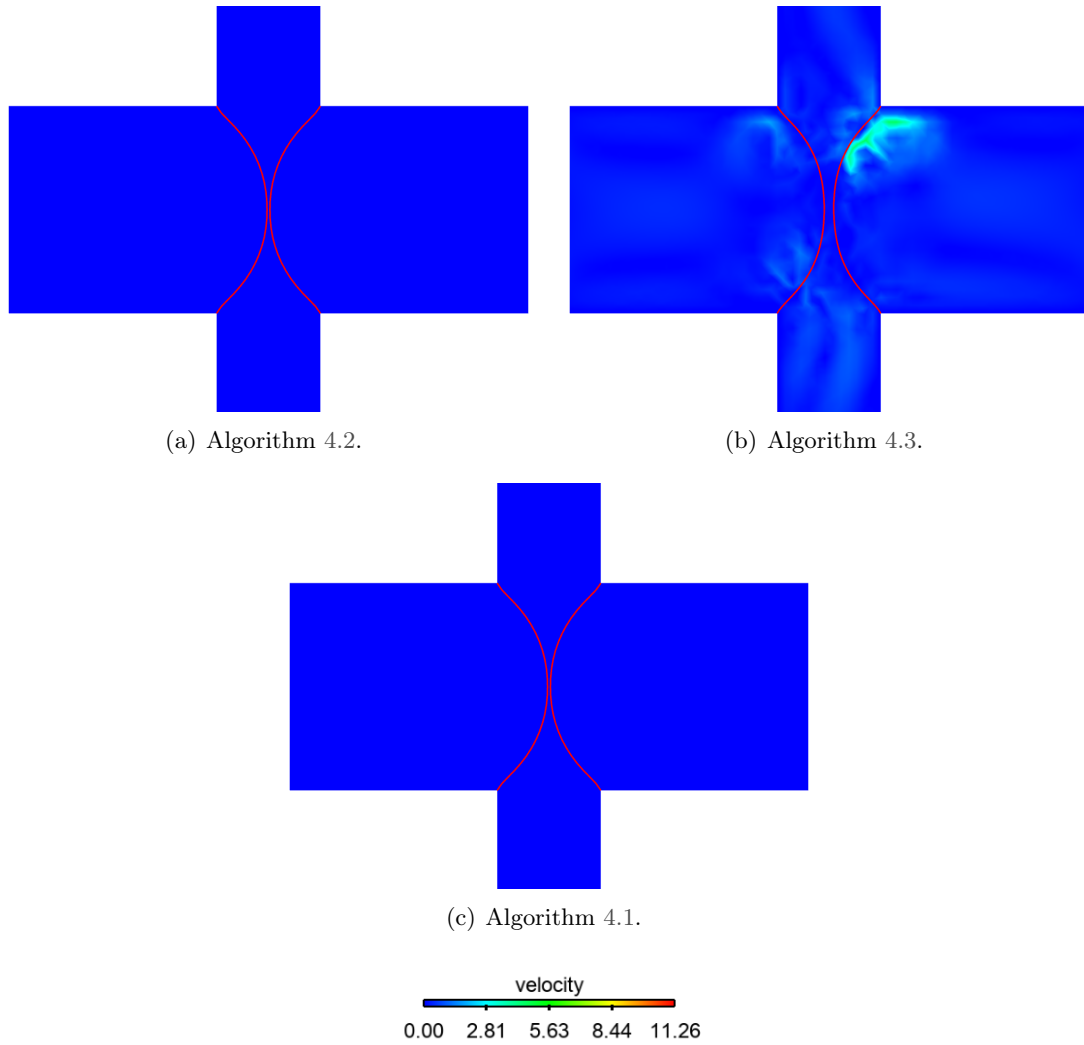 (a) Algorithm 4.2.
(b) Algorithm 4.3.
(c) Algorithm 4.1.
velocity
0.00 2.81 5.63 8.44 11.26